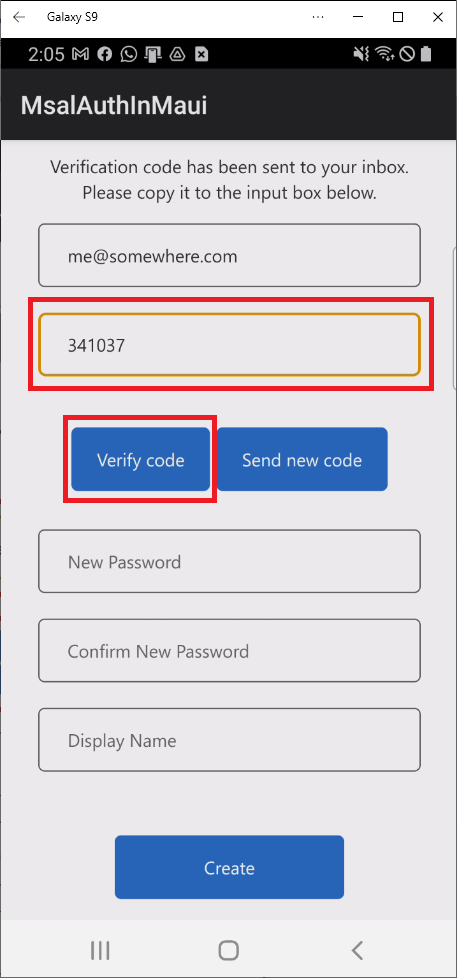 Galaxy S9
2:05
MsalAuthInMaui
Verification code has been sent to your inbox.
Please copy it to the input box below.
me@somewhere.com
341037
Verify code
Send new code
New Password
Confirm New Password
Display Name
Create